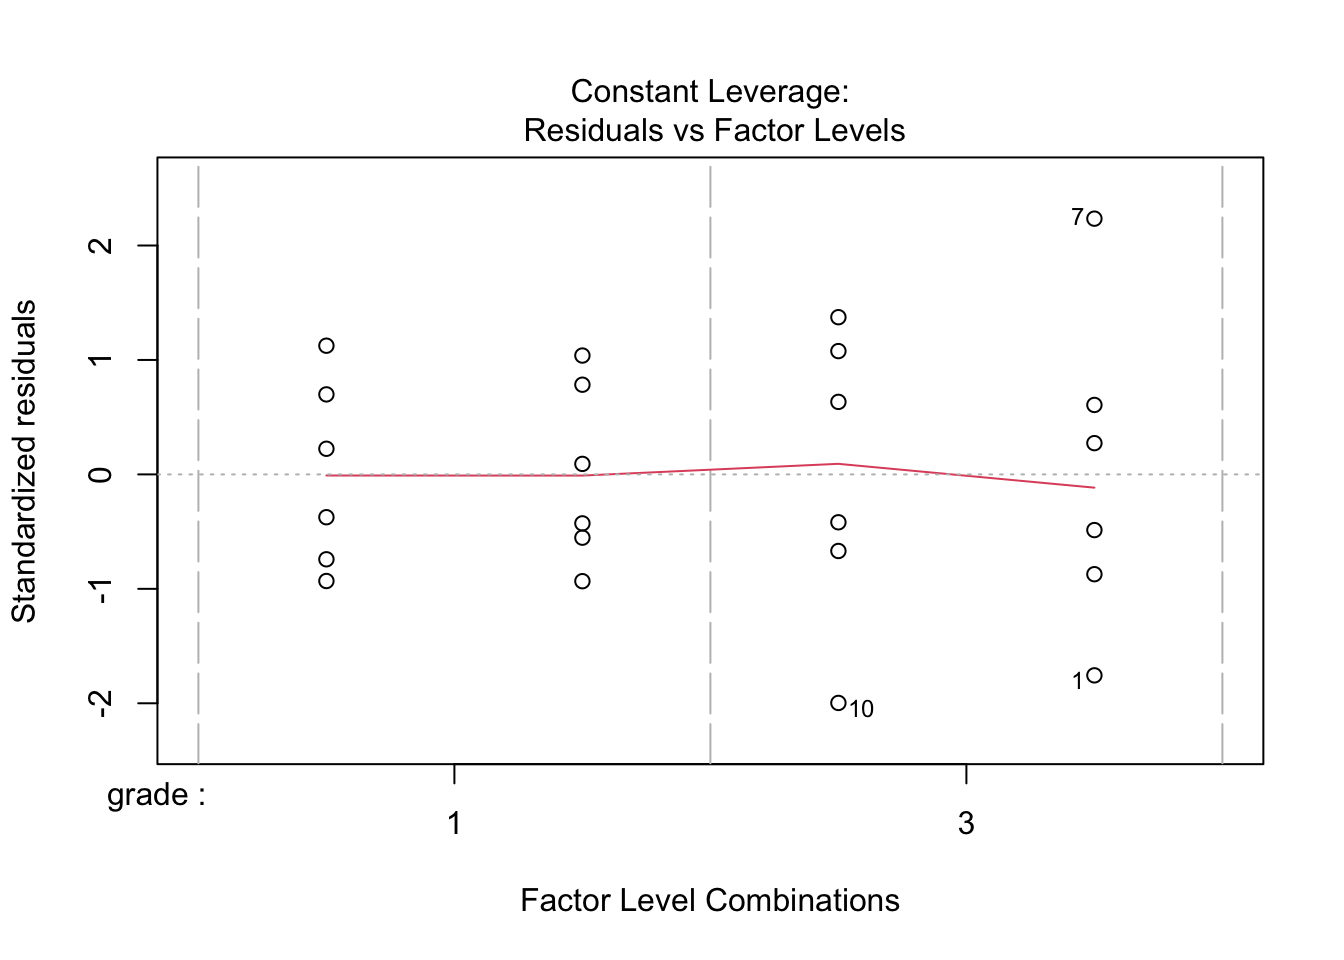 Constant Leverage:
Residuals vs Factor Levels
Standardized residuals
2
1
0
-1
-2
7
10
1
grade :
1
3
Factor Level Combinations